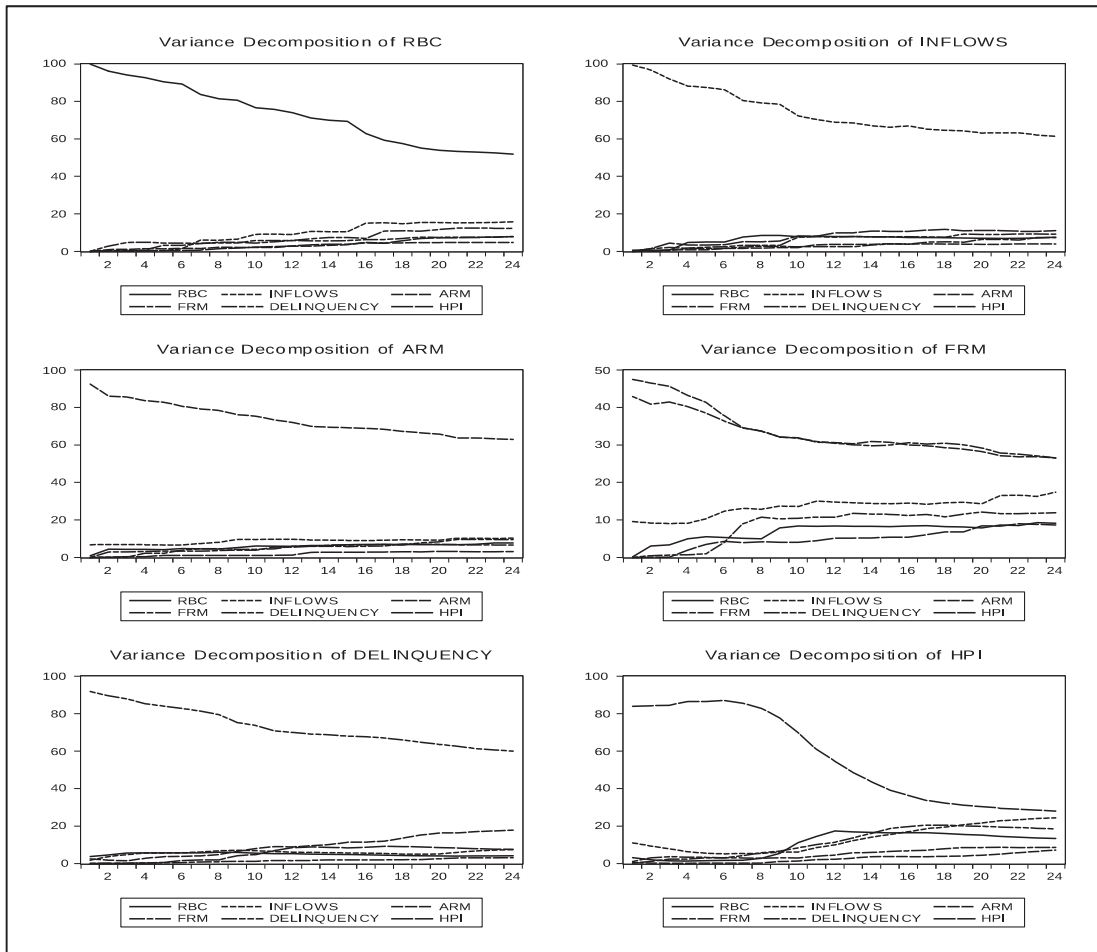 Variance Decomposition of RBC
100
80
60
40
20
0
2 4 6 8 10 12 14 16 18 20 22 24
RBC INFLOWS ARM
FRM DELINQUENCY HPI
Variance Decomposition of INFLOWS
100
80
60
40
20
0
2 4 6 8 10 12 14 16 18 20 22 24
RBC INFLOWS ARM
FRM DELINQUENCY HPI
Variance Decomposition of ARM
100
80
60
40
20
0
2 4 6 8 10 12 14 16 18 20 22 24
RBC INFLOWS ARM
FRM DELINQUENCY HPI
Variance Decomposition of FRM
50
40
30
20
10
0
2 4 6 8 10 12 14 16 18 20 22 24
RBC INFLOWS ARM
FRM DELINQUENCY HPI
Variance Decomposition of DELINQUENCY
100
80
60
40
20
0
2 4 6 8 10 12 14 16 18 20 22 24
RBC INFLOWS ARM
FRM DELINQUENCY HPI
Variance Decomposition of HPI
100
80
60
40
20
0
2 4 6 8 10 12 14 16 18 20 22 24
RBC INFLOWS ARM
FRM DELINQUENCY HPI